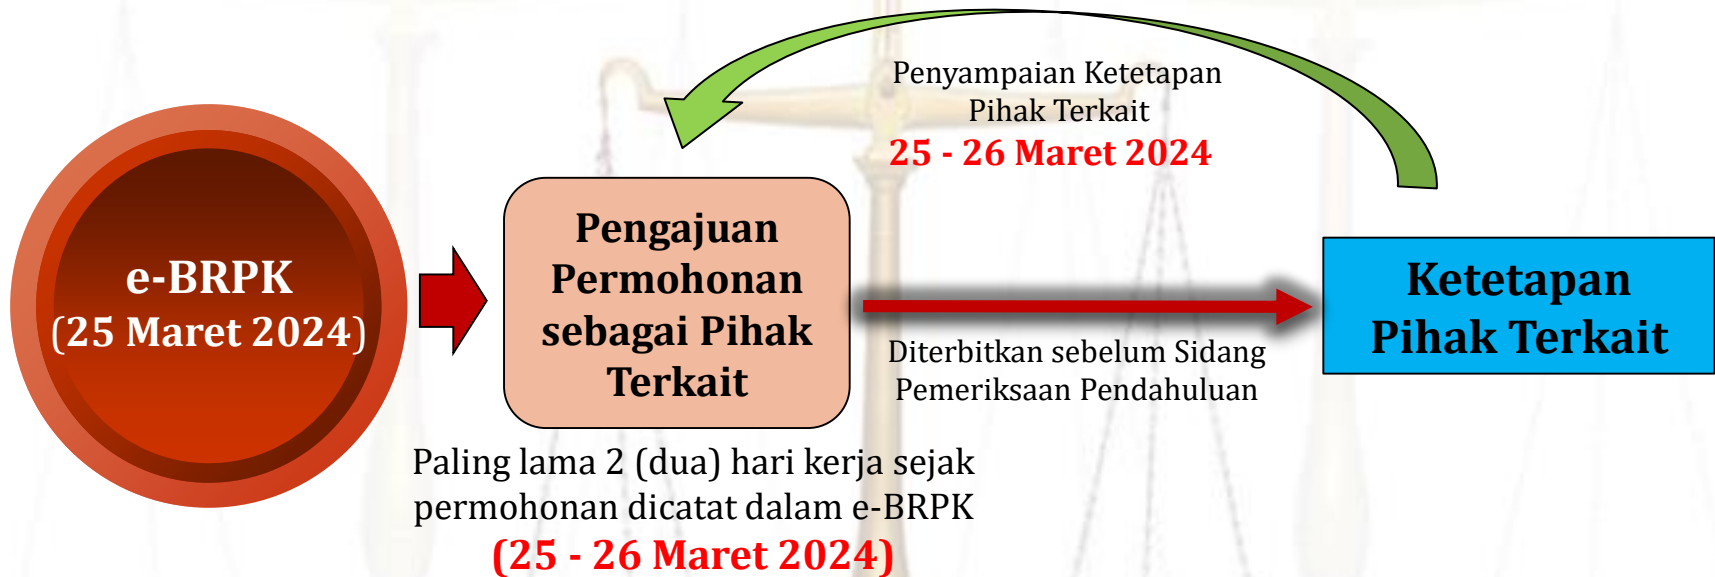 e-BRPK
(25 Maret 2024)
Pengajuan
Permohonan
sebagai Pihak
Terkait
Paling lama 2 (dua) hari kerja sejak
permohonan dicatat dalam e-BRPK
(25 - 26 Maret 2024)
Penyampaian Ketetapan
Pihak Terkait
25 - 26 Maret 2024
Diterbitkan sebelum Sidang
Pemeriksaan Pendahuluan
Ketetapan
Pihak Terkait